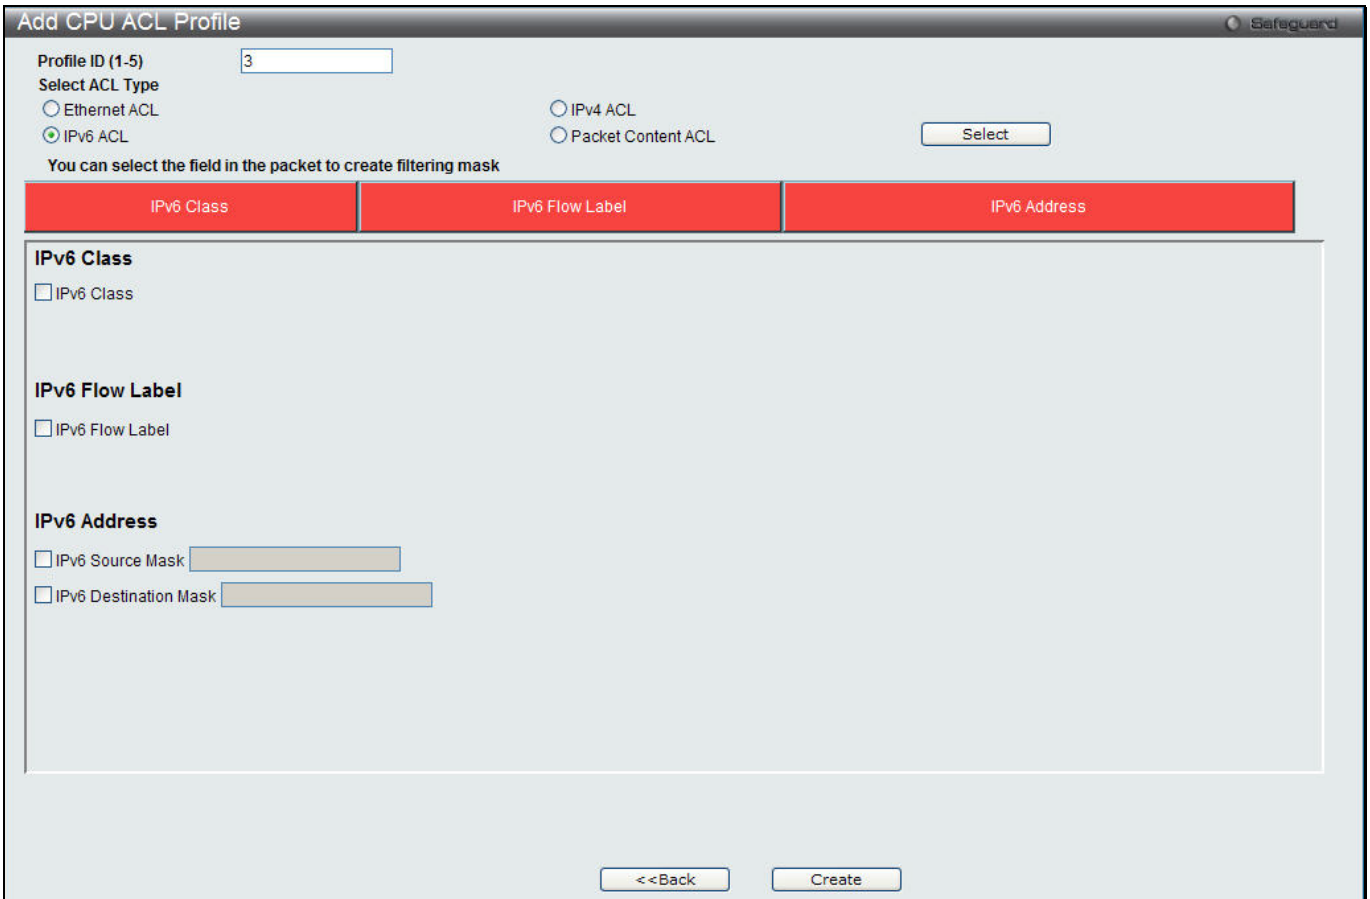 Add CPU ACL Profile
Safeguard
Profile ID (1-5) 3
Select ACL Type
Ethernet ACL IPv4 ACL
IPv6 ACL Packet Content ACL Select
You can select the field in the packet to create filtering mask
IPv6 Class IPv6 Flow Label IPv6 Address
IPv6 Class
IPv6 Class
IPv6 Flow Label
IPv6 Flow Label
IPv6 Address
IPv6 Source Mask
IPv6 Destination Mask
<<Back Create